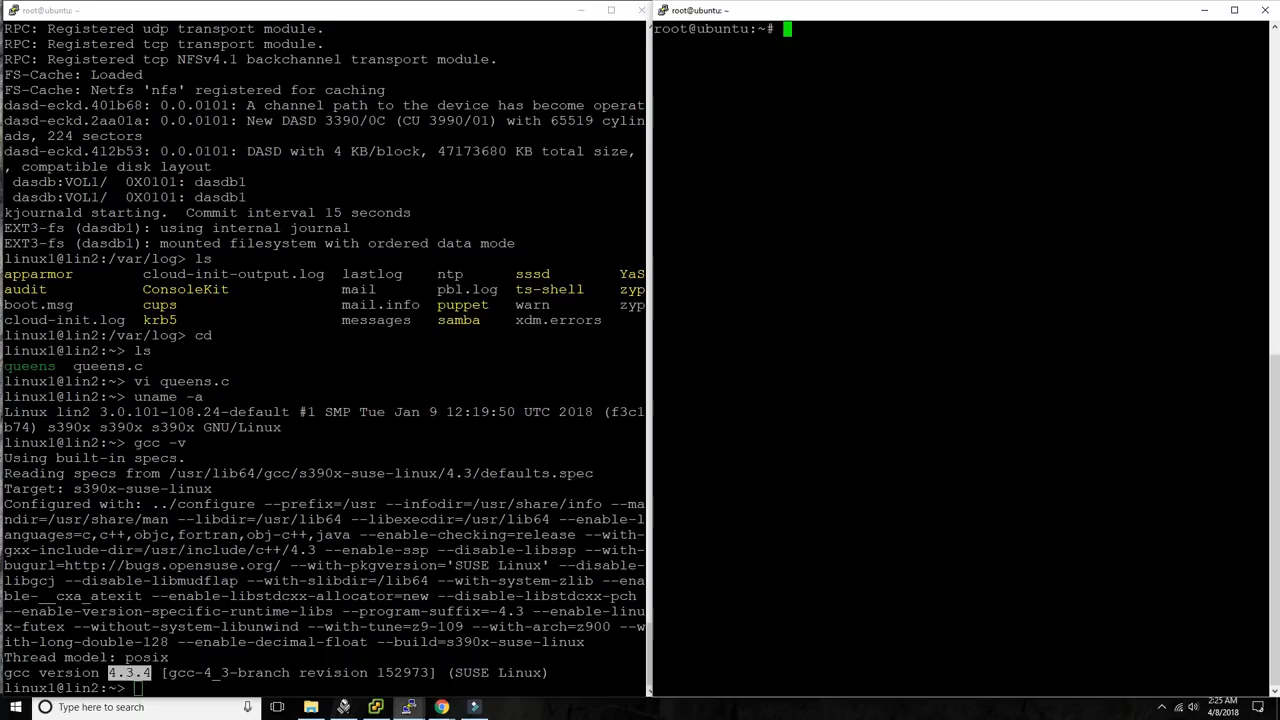 root@ubuntu: ~
RPC: Registered udp transport module.
RPC: Registered tcp transport module.
RPC: Registered tcp NFSv4.1 backchannel transport module.
FS-Cache: Loaded
FS-Cache: Netfs 'nfs' registered for caching
dasd-eckd.401b68: 0.0.0101: A channel path to the device has become operat
dasd-eckd.2aa01a: 0.0.0101: New DASD 3390/0C (CU 3990/01) with 65519 cylin
ads, 224 sectors
dasd-eckd.412b53: 0.0.0101: DASD with 4 KB/block, 47173680 KB total size,
, compatible disk layout
dasdb:VOL1/  0X0101: dasdb1
dasdb:VOL1/  0X0101: dasdb1
kjournald starting.  Commit interval 15 seconds
EXT3-fs (dasdb1): using internal journal
EXT3-fs (dasdb1): mounted filesystem with ordered data mode
linux1@lin2:/var/log> ls
apparmor cloud-init-output.log lastlog ntp sssd YaS
audit ConsoleKit mail pbl.log ts-shell zyp
boot.msg cups mail.info puppet warn zyp
cloud-init.log krb5 messages samba xdm.errors
linux1@lin2:/var/log> cd
linux1@lin2:~> ls
queens  queens.c
linux1@lin2:~> vi queens.c
linux1@lin2:~> uname -a
Linux lin2 3.0.101-108.24-default #1 SMP Tue Jan 9 12:19:50 UTC 2018 (f3c1
b74) s390x s390x s390x GNU/Linux
linux1@lin2:~> gcc -v
Using built-in specs.
Reading specs from /usr/lib64/gcc/s390x-suse-linux/4.3/defaults.spec
Target: s390x-suse-linux
Configured with: ../configure --prefix=/usr --infodir=/usr/share/info --ma
ndir=/usr/share/man --libdir=/usr/lib64 --libexecdir=/usr/lib64 --enable-l
anguages=c,c++,objc,fortran,obj-c++,java --enable-checking=release --with-
gxx-include-dir=/usr/include/c++/4.3 --enable-ssp --disable-libssp --with-
bugurl=http://bugs.opensuse.org/ --with-pkgversion='SUSE Linux' --disable-
libgcj --disable-libmudflap --with-slibdir=/lib64 --with-system-zlib --ena
ble-__cxa_atexit --enable-libstdcxx-allocator=new --disable-libstdcxx-pch
--enable-version-specific-runtime-libs --program-suffix=-4.3 --enable-linu
x-futex --without-system-libunwind --with-tune=z9-109 --with-arch=z900 --w
ith-long-double-128 --enable-decimal-float --build=s390x-suse-linux
Thread model: posix
gcc version 4.3.4 [gcc-4_3-branch revision 152973] (SUSE Linux)
linux1@lin2:~>
root@ubuntu: ~
root@ubuntu:~#
Type here to search
2:25 AM
4/8/2018